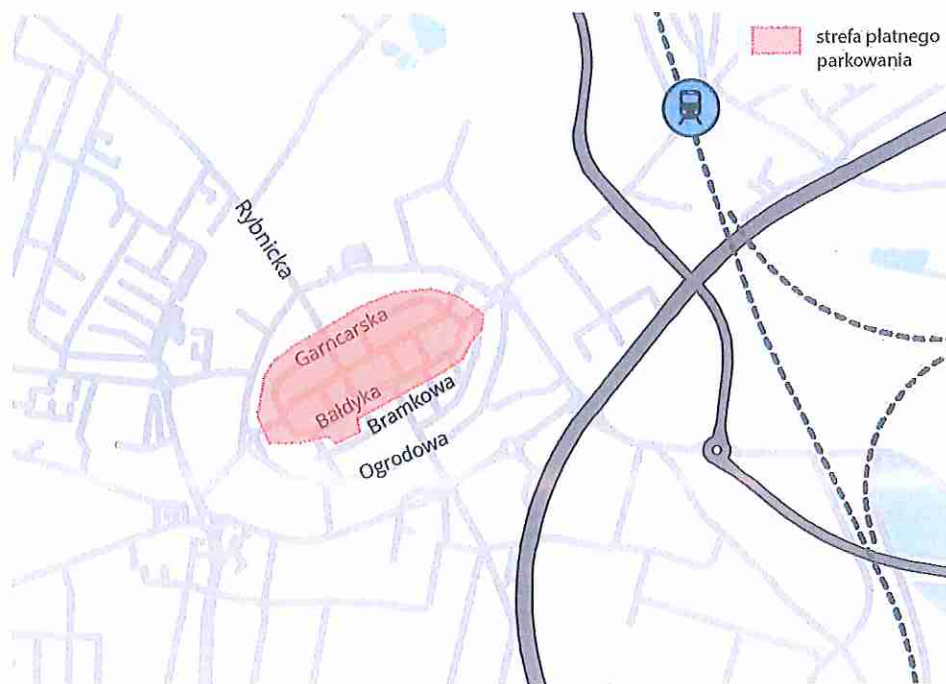 strefa płatnego
parkowania
Rybnicka
Garncarska
Bałdyka
Bramkowa
Ogrodowa